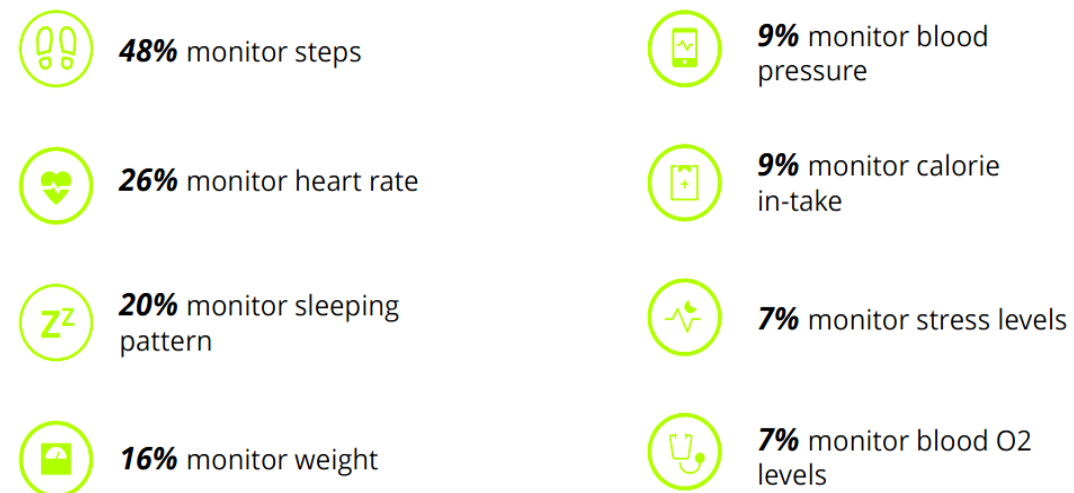 48% monitor steps
26% monitor heart rate
20% monitor sleeping
pattern
16% monitor weight
9% monitor blood
pressure
9% monitor calorie
in-take
7% monitor stress levels
7% monitor blood O2
levels